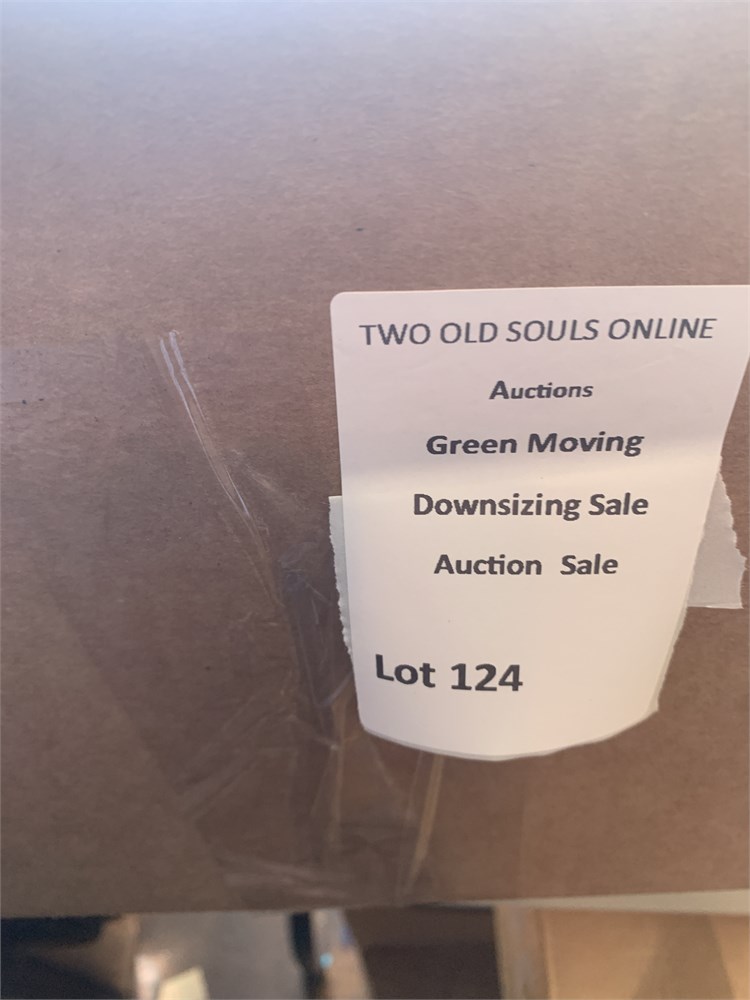 TWO OLD SOULS ONLINE
Auctions
Green Moving
Downsizing Sale
Auction Sale
Lot 124